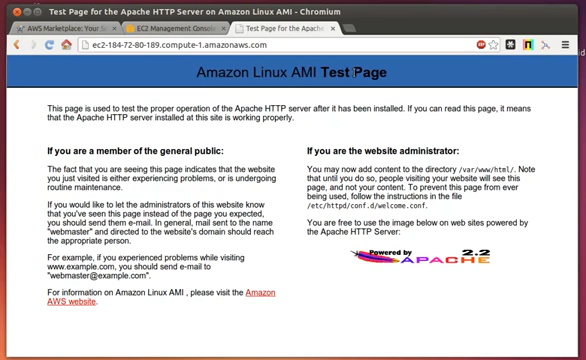 Test Page for the Apache HTTP Server on Amazon Linux AMI - Chromium
AWS Marketplace: Your S
EC2 Management Conso
Test Page for the Apache
ec2-184-72-80-189.compute-1.amazonaws.com
Amazon Linux AMI Test Page
This page is used to test the proper operation of the Apache HTTP server after it has been installed. If you can read this page, it means
that the Apache HTTP server installed at this site is working properly.
If you are a member of the general public:
The fact that you are seeing this page indicates that the website
you just visited is either experiencing problems, or is undergoing
routine maintenance.
If you would like to let the administrators of this website know
that you've seen this page instead of the page you expected,
you should send them e-mail. In general, mail sent to the name
"webmaster" and directed to the website's domain should reach
the appropriate person.
For example, if you experienced problems while visiting
www.example.com, you should send e-mail to
"webmaster@example.com".
For information on Amazon Linux AMI , please visit the Amazon
AWS website.
If you are the website administrator:
You may now add content to the directory /var/www/html/. Note
that until you do so, people visiting your website will see this
page, and not your content. To prevent this page from ever
being used, follow the instructions in the file
/etc/httpd/conf.d/welcome.conf.
You are free to use the image below on web sites powered by
the Apache HTTP Server:
Powered by
APACHE
2.2